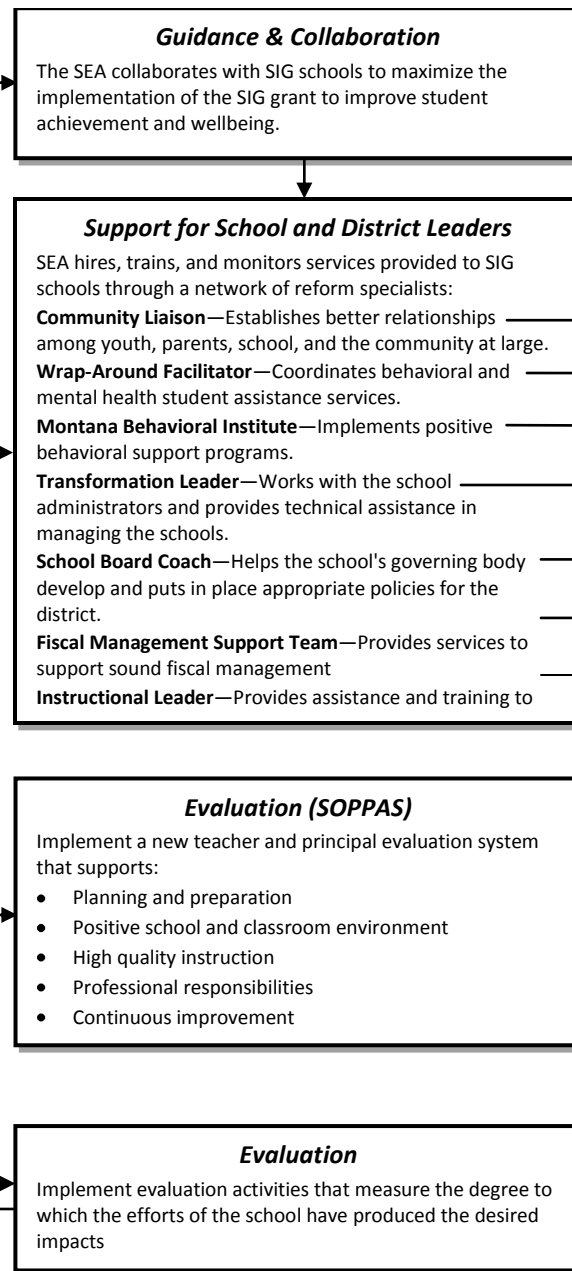 Guidance & Collaboration
The SEA collaborates with SIG schools to maximize the
implementation of the SIG grant to improve student
achievement and wellbeing.
Support for School and District Leaders
SEA hires, trains, and monitors services provided to SIG
schools through a network of reform specialists:
Community Liaison—Establishes better relationships
among youth, parents, school, and the community at large.
Wrap-Around Facilitator—Coordinates behavioral and
mental health student assistance services.
Montana Behavioral Institute—Implements positive
behavioral support programs.
Transformation Leader—Works with the school
administrators and provides technical assistance in
managing the schools.
School Board Coach—Helps the school's governing body
develop and puts in place appropriate policies for the
district.
Fiscal Management Support Team—Provides services to
support sound fiscal management
Instructional Leader—Provides assistance and training to
Evaluation (SOPPAS)
Implement a new teacher and principal evaluation system
that supports:
• Planning and preparation
• Positive school and classroom environment
• High quality instruction
• Professional responsibilities
• Continuous improvement
Evaluation
Implement evaluation activities that measure the degree to
which the efforts of the school have produced the desired
impacts